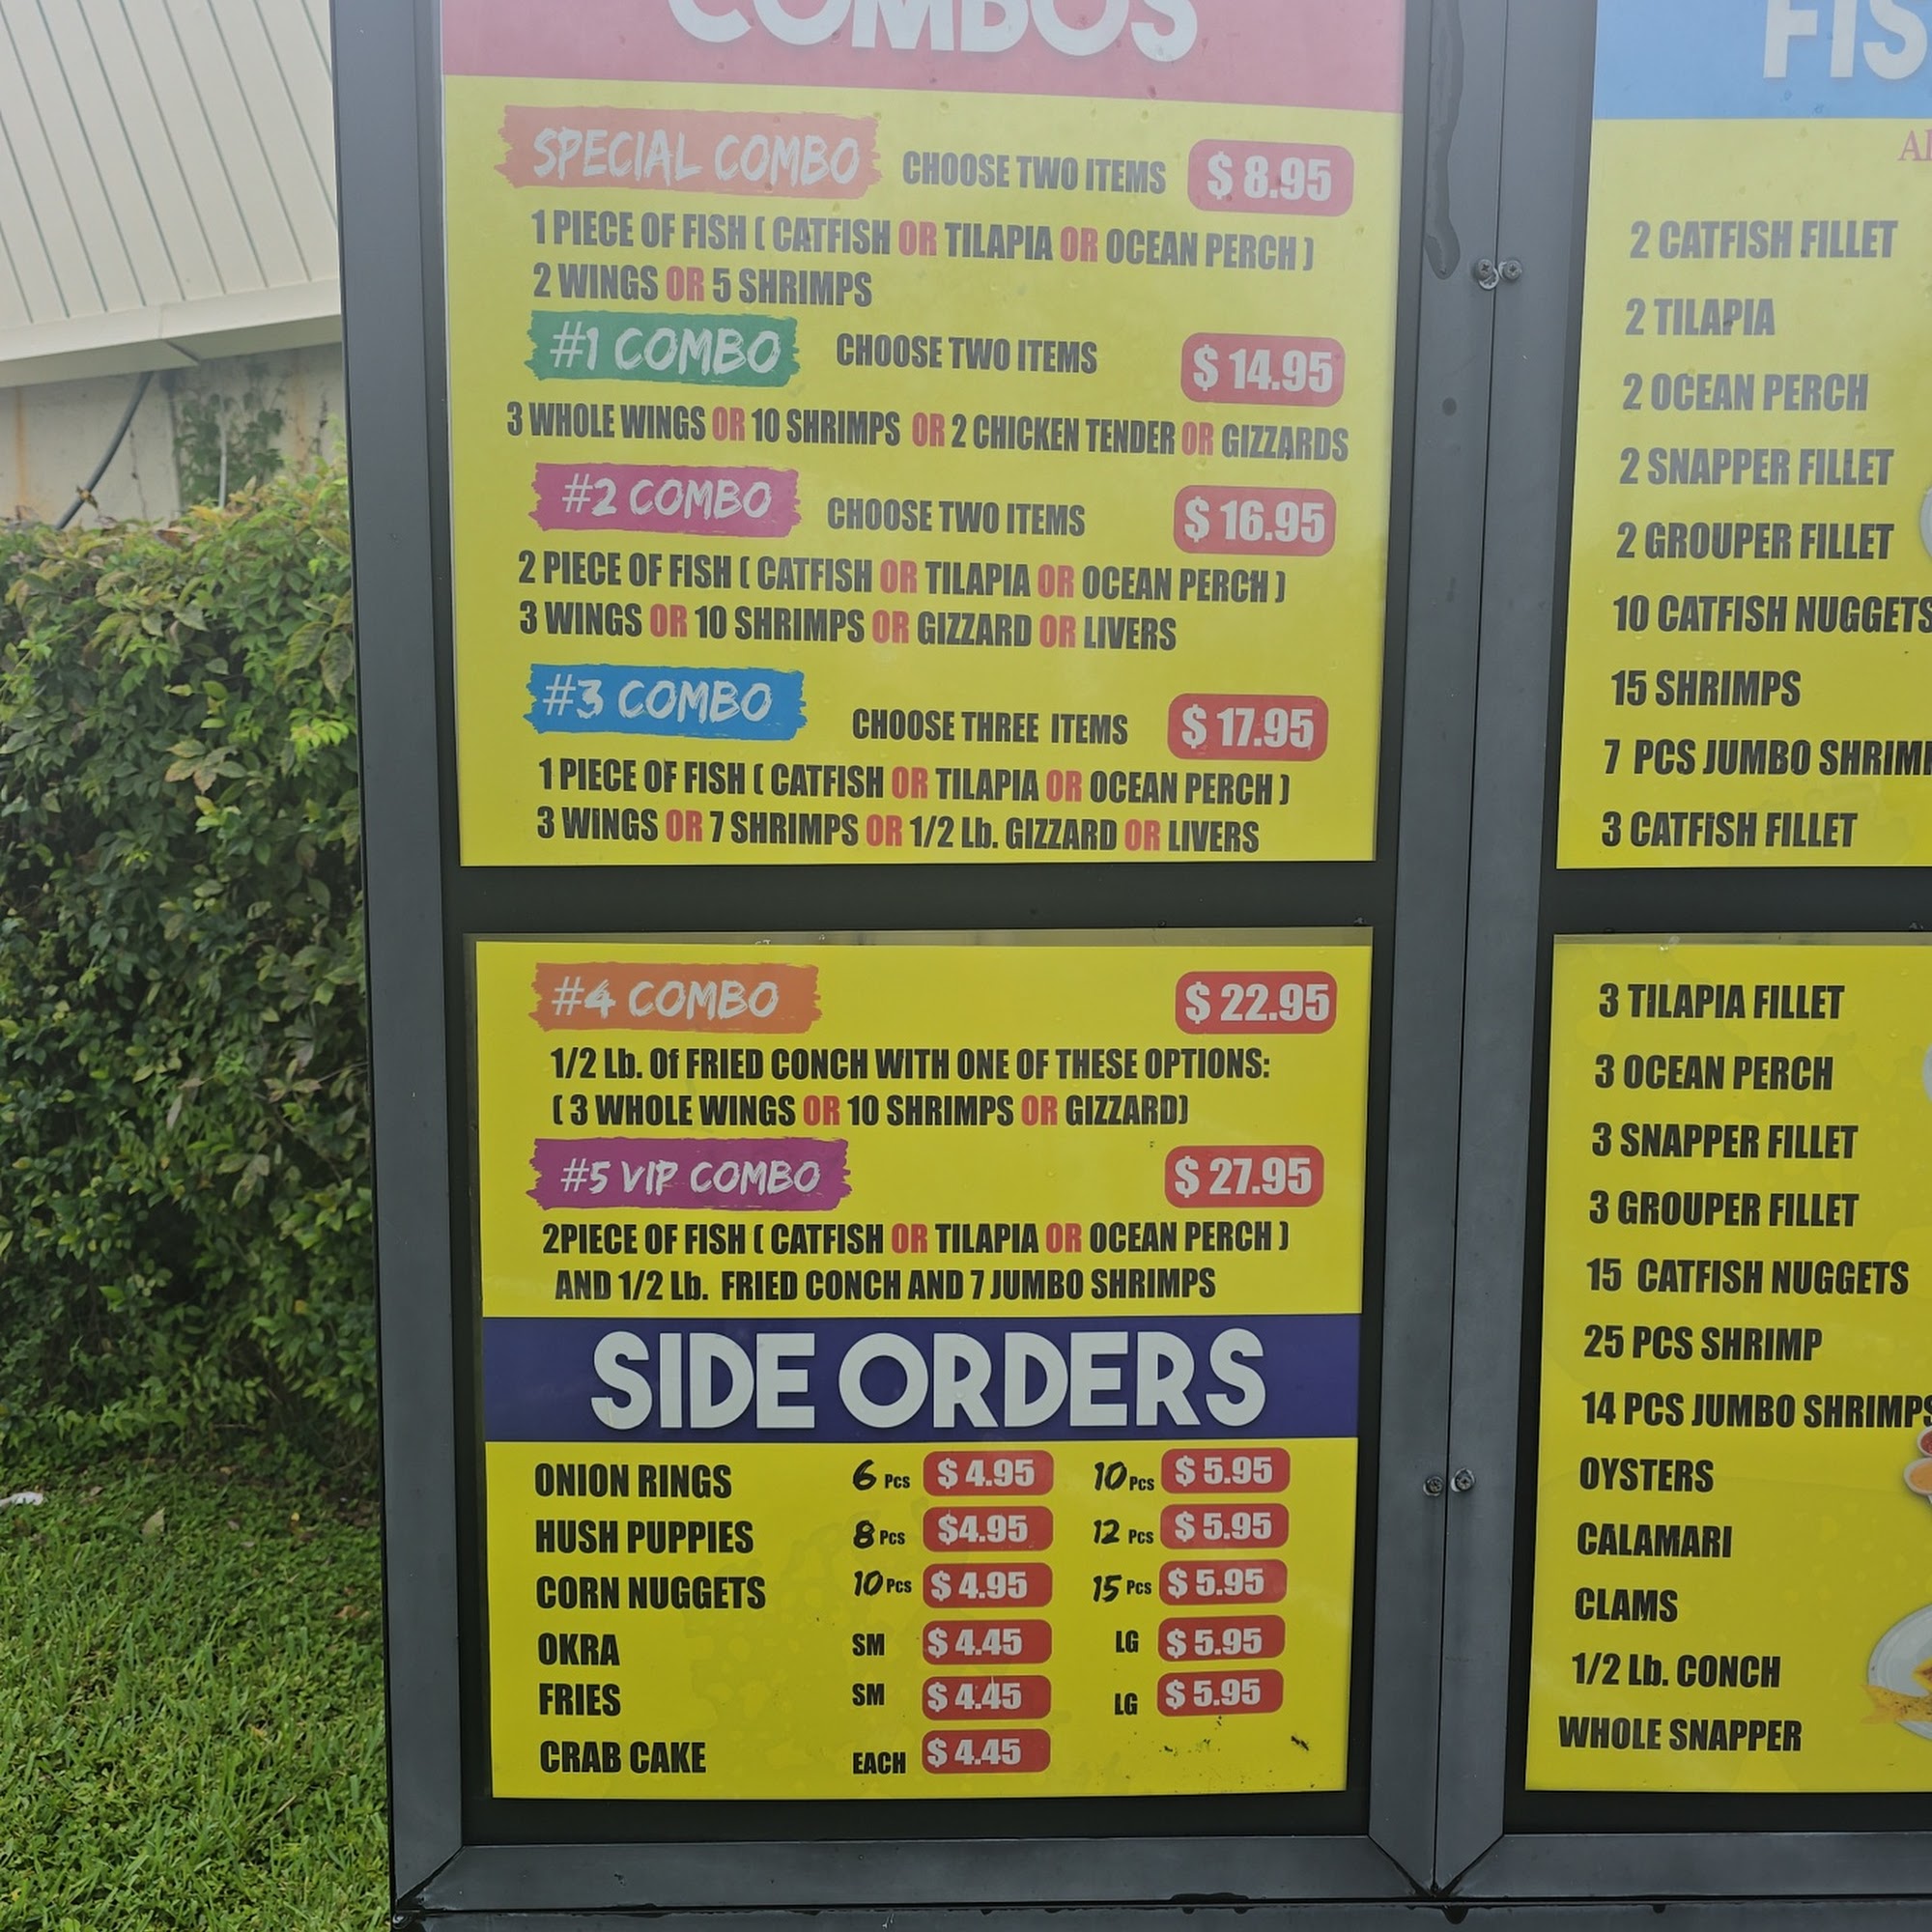 COMBOS
SPECIAL COMBO CHOOSE TWO ITEMS $ 8.95
1 PIECE OF FISH ( CATFISH OR TILAPIA OR OCEAN PERCH )
2 WINGS OR 5 SHRIMPS
#1 COMBO CHOOSE TWO ITEMS $ 14.95
3 WHOLE WINGS OR 10 SHRIMPS OR 2 CHICKEN TENDER OR GIZZARDS
#2 COMBO CHOOSE TWO ITEMS $ 16.95
2 PIECE OF FISH ( CATFISH OR TILAPIA OR OCEAN PERCH )
3 WINGS OR 10 SHRIMPS OR GIZZARD OR LIVERS
#3 COMBO CHOOSE THREE ITEMS $ 17.95
1 PIECE OF FISH ( CATFISH OR TILAPIA OR OCEAN PERCH )
3 WINGS OR 7 SHRIMPS OR 1/2 Lb. GIZZARD OR LIVERS
#4 COMBO $ 22.95
1/2 Lb. Of FRIED CONCH WITH ONE OF THESE OPTIONS:
( 3 WHOLE WINGS OR 10 SHRIMPS OR GIZZARD)
#5 VIP COMBO $ 27.95
2PIECE OF FISH ( CATFISH OR TILAPIA OR OCEAN PERCH )
AND 1/2 Lb. FRIED CONCH AND 7 JUMBO SHRIMPS
SIDE ORDERS
ONION RINGS 6 Pcs $ 4.95 10 Pcs $ 5.95
HUSH PUPPIES 8 Pcs $4.95 12 Pcs $ 5.95
CORN NUGGETS 10 Pcs $ 4.95 15 Pcs $ 5.95
OKRA SM $ 4.45 LG $ 5.95
FRIES SM $ 4.45 LG $ 5.95
CRAB CAKE EACH $ 4.45
FIS
Al
2 CATFISH FILLET
2 TILAPIA
2 OCEAN PERCH
2 SNAPPER FILLET
2 GROUPER FILLET
10 CATFISH NUGGETS
15 SHRIMPS
7 PCS JUMBO SHRIM
3 CATFISH FILLET
3 TILAPIA FILLET
3 OCEAN PERCH
3 SNAPPER FILLET
3 GROUPER FILLET
15 CATFISH NUGGETS
25 PCS SHRIMP
14 PCS JUMBO SHRIMPS
OYSTERS
CALAMARI
CLAMS
1/2 Lb. CONCH
WHOLE SNAPPER